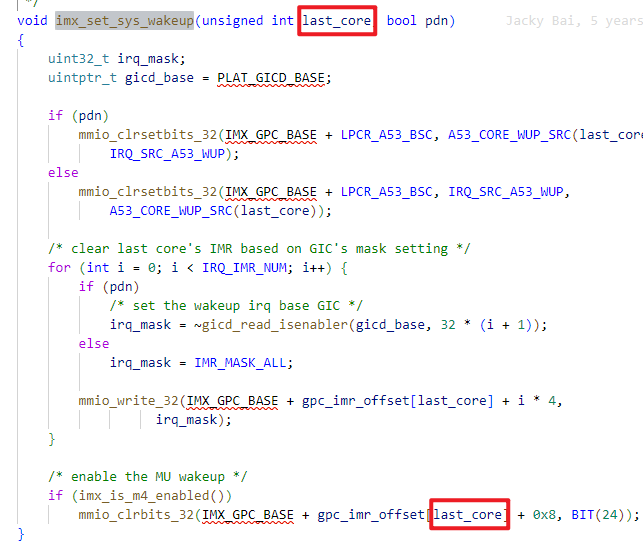 */
void imx_set_sys_wakeup(unsigned int last_core, bool pdn) Jacky Bai, 5 years
{
uint32_t irq_mask;
uintptr_t gicd_base = PLAT_GICD_BASE;
if (pdn)
mmio_clrsetbits_32(IMX_GPC_BASE + LPCR_A53_BSC, A53_CORE_WUP_SRC(last_cor
IRQ_SRC_A53_WUP);
else
mmio_clrsetbits_32(IMX_GPC_BASE + LPCR_A53_BSC, IRQ_SRC_A53_WUP,
A53_CORE_WUP_SRC(last_core));
/* clear last core's IMR based on GIC's mask setting */
for (int i = 0; i < IRQ_IMR_NUM; i++) {
if (pdn)
/* set the wakeup irq base GIC */
irq_mask = ~gicd_read_isenabler(gicd_base, 32 * (i + 1));
else
irq_mask = IMR_MASK_ALL;
mmio_write_32(IMX_GPC_BASE + gpc_imr_offset[last_core] + i * 4,
irq_mask);
}
/* enable the MU wakeup */
if (imx_is_m4_enabled())
mmio_clrbits_32(IMX_GPC_BASE + gpc_imr_offset[last_core] + 0x8, BIT(24));
}